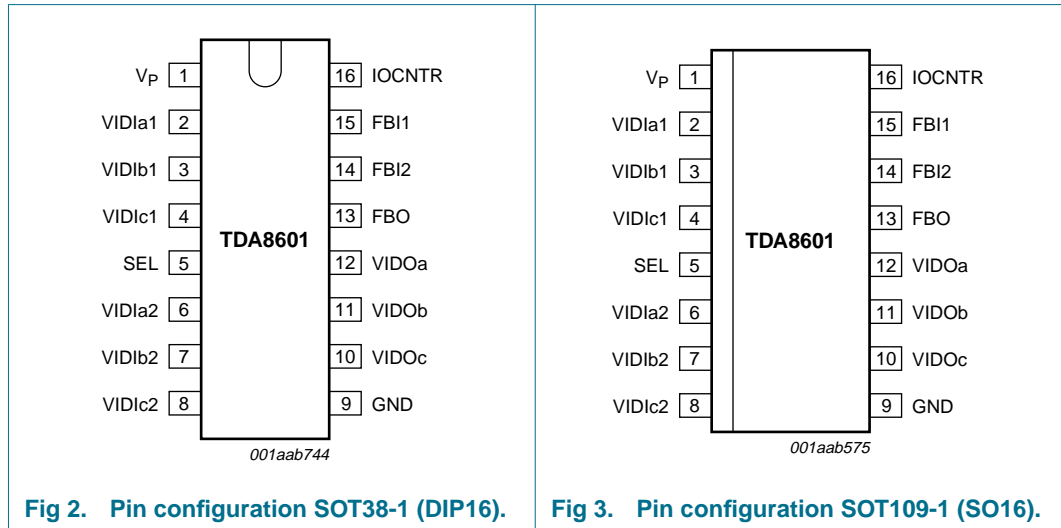 VP 1 16 IOCNTR
VIDIa1 2 15 FBI1
VIDIb1 3 14 FBI2
VIDIc1 4 13 FBO
TDA8601
SEL 5 12 VIDOa
VIDIa2 6 11 VIDOb
VIDIb2 7 10 VIDOc
VIDIc2 8 9 GND
001aab744
Fig 2. Pin configuration SOT38-1 (DIP16).
VP 1 16 IOCNTR
VIDIa1 2 15 FBI1
VIDIb1 3 14 FBI2
VIDIc1 4 13 FBO
TDA8601
SEL 5 12 VIDOa
VIDIa2 6 11 VIDOb
VIDIb2 7 10 VIDOc
VIDIc2 8 9 GND
001aab575
Fig 3. Pin configuration SOT109-1 (SO16).